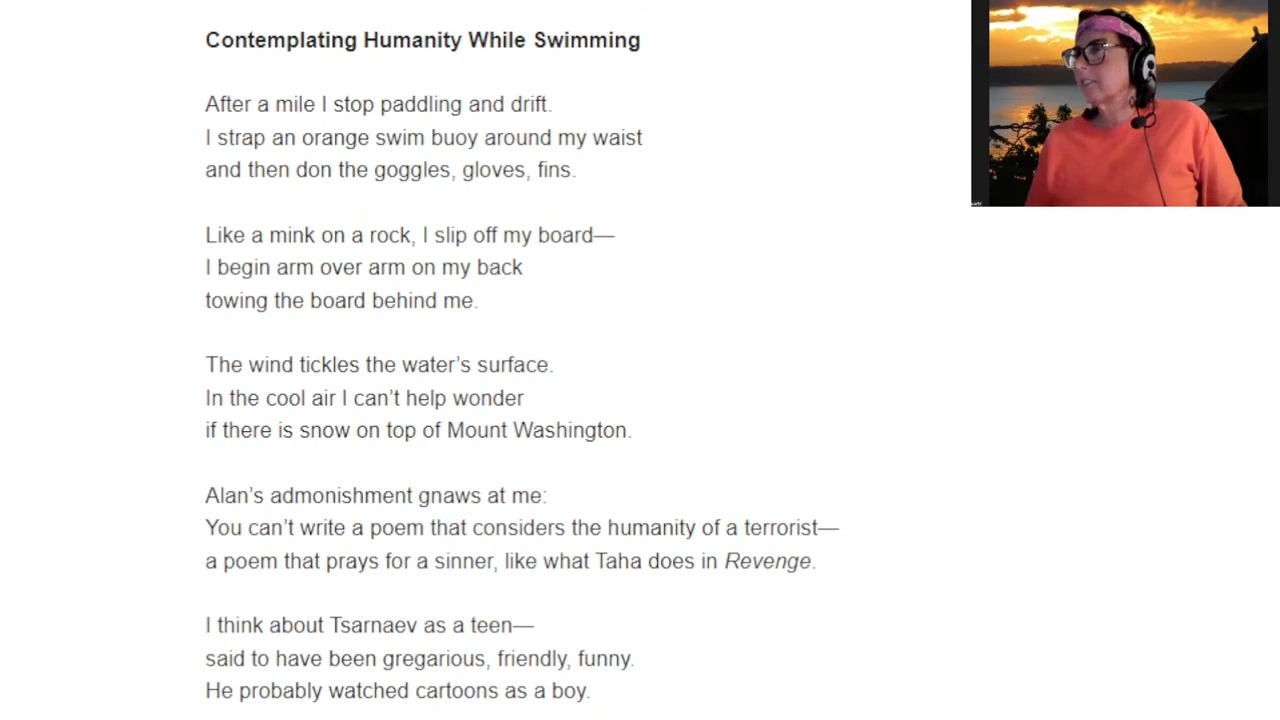 Contemplating Humanity While Swimming
After a mile I stop paddling and drift.
I strap an orange swim buoy around my waist
and then don the goggles, gloves, fins.
Like a mink on a rock, I slip off my board—
I begin arm over arm on my back
towing the board behind me.
The wind tickles the water’s surface.
In the cool air I can’t help wonder
if there is snow on top of Mount Washington.
Alan’s admonishment gnaws at me:
You can’t write a poem that considers the humanity of a terrorist—
a poem that prays for a sinner, like what Taha does in Revenge.
I think about Tsarnaev as a teen—
said to have been gregarious, friendly, funny.
He probably watched cartoons as a boy.